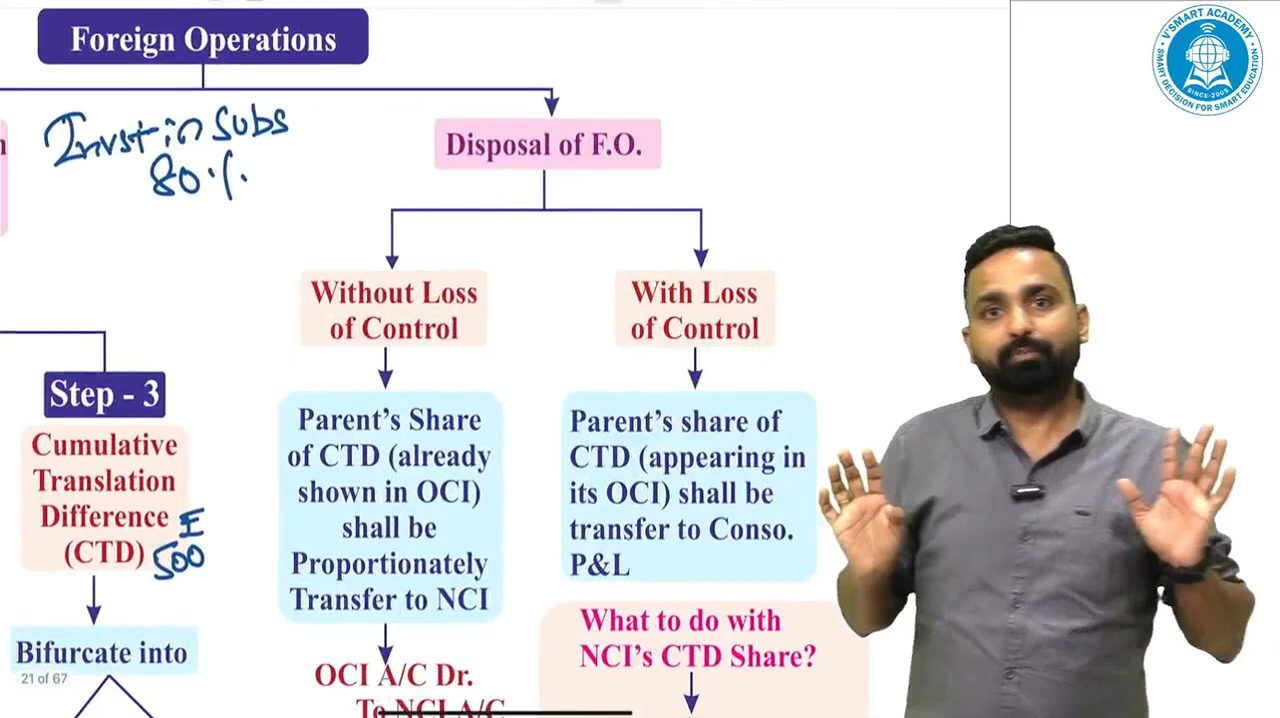 Foreign Operations
Invst in Subs
80%
Disposal of F.O.
Without Loss
of Control
With Loss
of Control
Step - 3
Cumulative
Translation
Difference
(CTD)
500
Bifurcate into
21 of 67
Parent's Share
of CTD (already
shown in OCI)
shall be
Proportionately
Transfer to NCI
OCI A/C Dr.
To NCI A/C
Parent's share of
CTD (appearing in
its OCI) shall be
transfer to Conso.
P&L
What to do with
NCI's CTD Share?
V'SMART ACADEMY
SINCE-2005
SMART DECISION FOR SMART EDUCATION